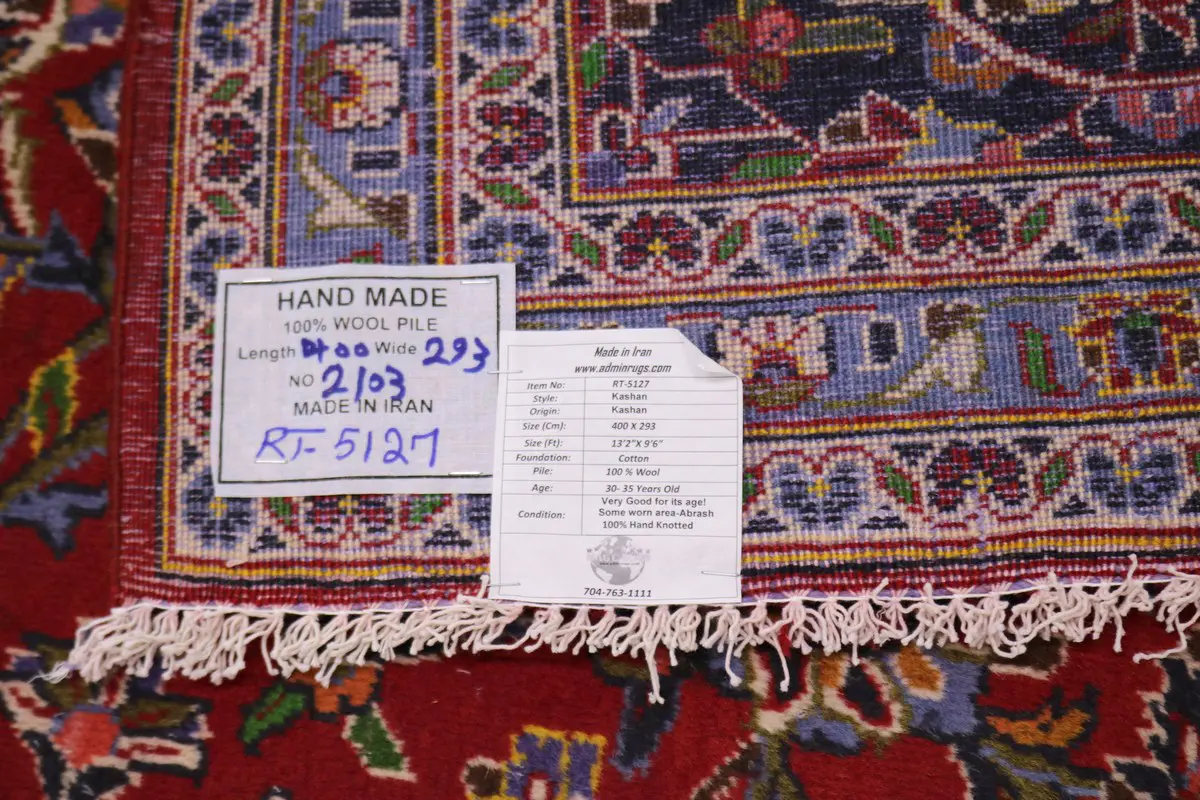 HAND MADE
100% WOOL PILE
Length 400 Wide 293
NO 2103
MADE IN IRAN
RT-5127
Made in Iran
www.adminrugs.com
Item No: RT-5127
Style: Kashan
Origin: Kashan
Size (Cm): 400 X 293
Size (Ft): 13'2"X 9'6"
Foundation: Cotton
Pile: 100 % Wool
Age: 30- 35 Years Old
Condition: Very Good for its age!
Some worn area-Abrash
100% Hand Knotted
704-763-1111